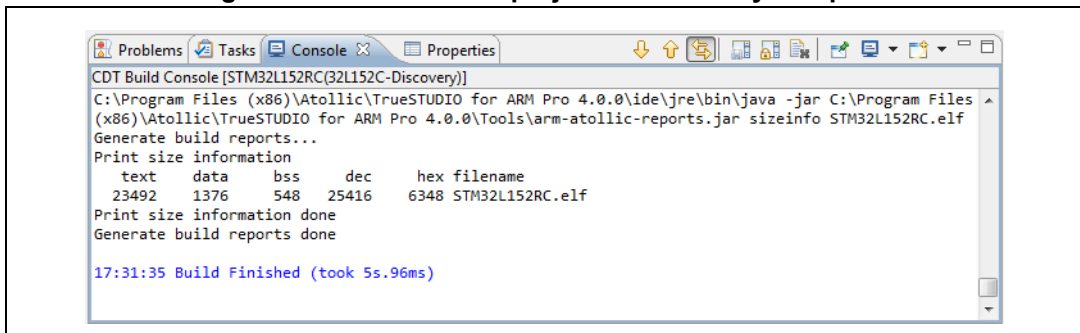 Problems Tasks Console Properties
CDT Build Console [STM32L152RC(32L152C-Discovery)]
C:\Program Files (x86)\Atollic\TrueSTUDIO for ARM Pro 4.0.0\ide\jre\bin\java -jar C:\Program Files
(x86)\Atollic\TrueSTUDIO for ARM Pro 4.0.0\Tools\arm-atollic-reports.jar sizeinfo STM32L152RC.elf
Generate build reports...
Print size information
text data bss dec hex filename
23492 1376 548 25416 6348 STM32L152RC.elf
Print size information done
Generate build reports done
17:31:35 Build Finished (took 5s.96ms)